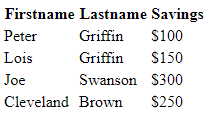 Firstname Lastname Savings
Peter Griffin $100
Lois Griffin $150
Joe Swanson $300
Cleveland Brown $250